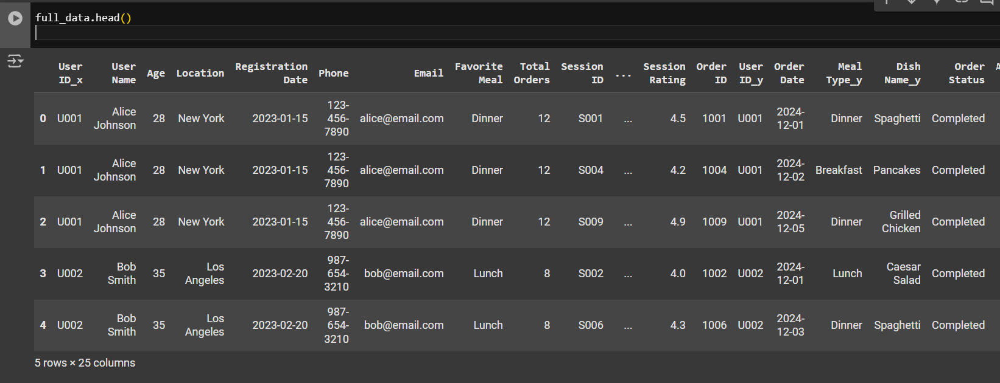 full_data.head()
User ID_x User Name Age Location Registration Date Phone Email Favorite Meal Total Orders Session ID ... Session Rating Order ID User ID_y Order Date Meal Type_y Dish Name_y Order Status
0 U001 Alice Johnson 28 New York 2023-01-15 123-456-7890 alice@email.com Dinner 12 S001 ... 4.5 1001 U001 2024-12-01 Dinner Spaghetti Completed
1 U001 Alice Johnson 28 New York 2023-01-15 123-456-7890 alice@email.com Dinner 12 S004 ... 4.2 1004 U001 2024-12-02 Breakfast Pancakes Completed
2 U001 Alice Johnson 28 New York 2023-01-15 123-456-7890 alice@email.com Dinner 12 S009 ... 4.9 1009 U001 2024-12-05 Dinner Grilled Chicken Completed
3 U002 Bob Smith 35 Los Angeles 2023-02-20 987-654-3210 bob@email.com Lunch 8 S002 ... 4.0 1002 U002 2024-12-01 Lunch Caesar Salad Completed
4 U002 Bob Smith 35 Los Angeles 2023-02-20 987-654-3210 bob@email.com Lunch 8 S006 ... 4.3 1006 U002 2024-12-03 Dinner Spaghetti Completed
5 rows × 25 columns